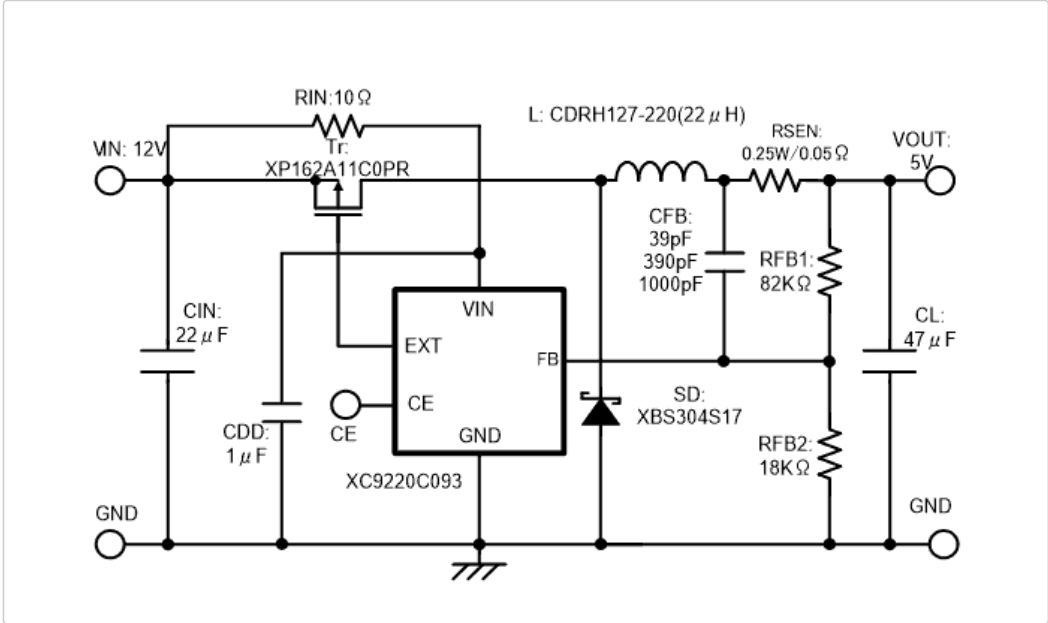 RIN:10Ω
Tr:
XP162A11C0PR
L: CDRH127-220(22μH)
RSEN:
0.25W/0.05Ω
VIN: 12V
VOUT:
5V
CFB:
39pF
390pF
1000pF
RFB1:
82KΩ
CIN:
22μF
VIN
EXT
FB
CL:
47μF
CE
CE
SD:
XBS304S17
CDD:
1μF
GND
RFB2:
18KΩ
XC9220C093
GND
GND